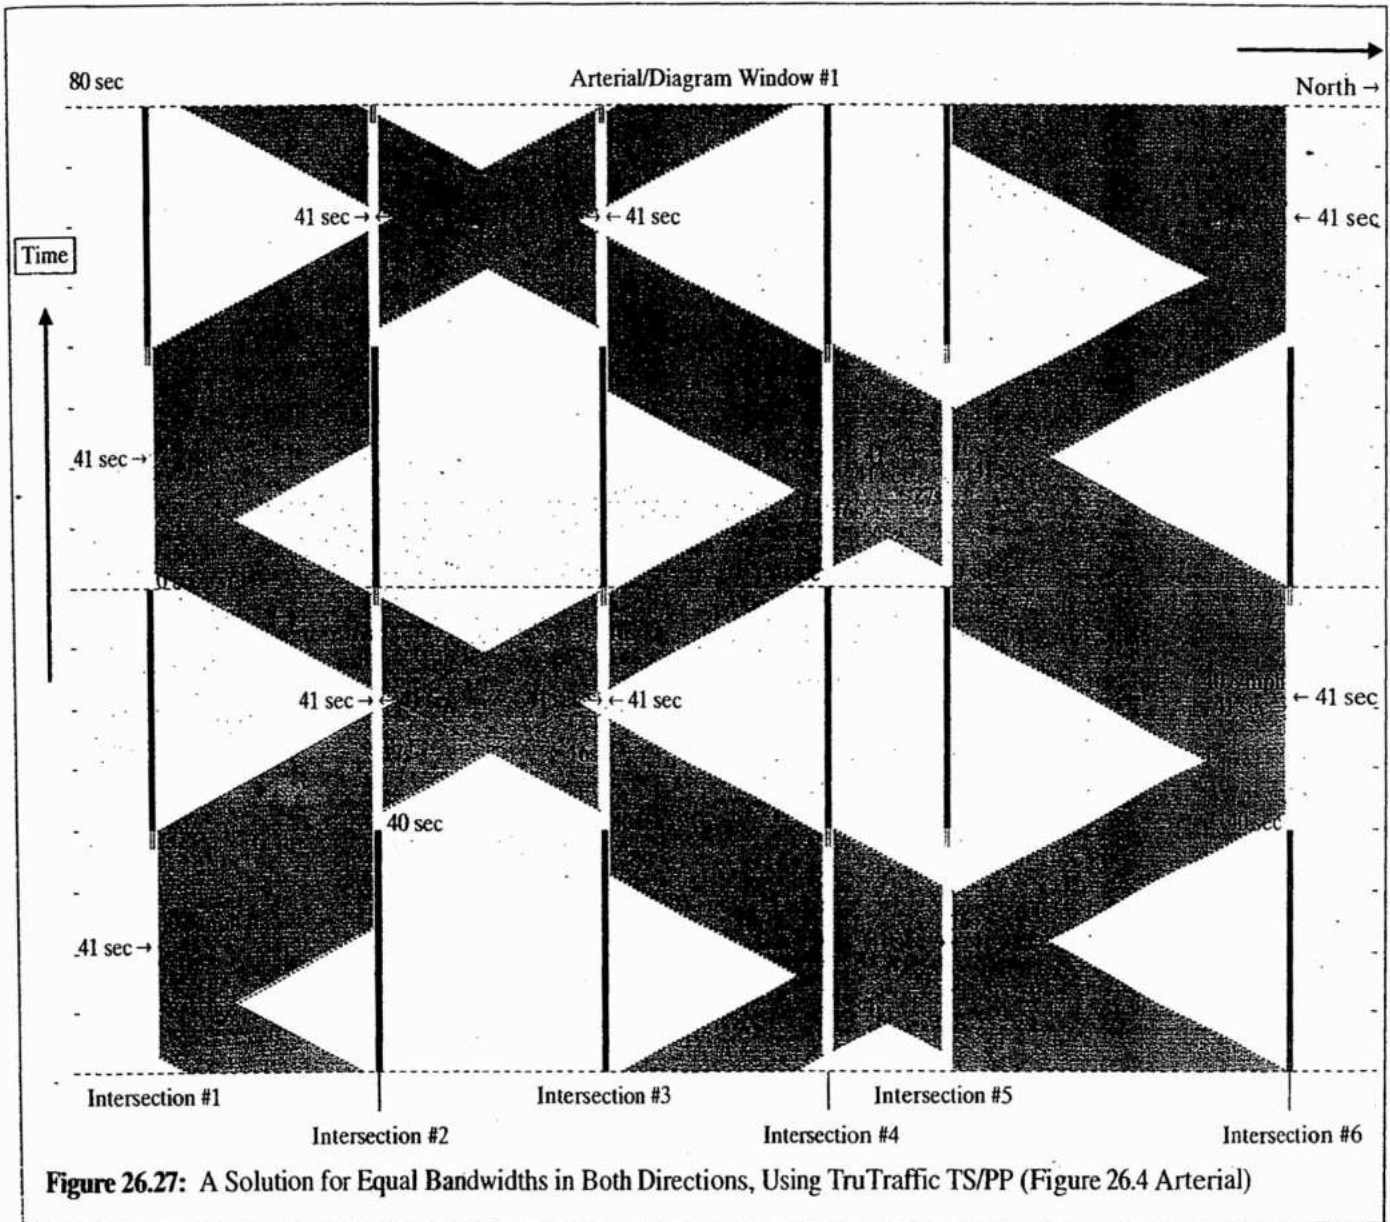 80 sec
Arterial/Diagram Window #1
North →
41 sec→
←41 sec
←41 sec
Time
41 sec→
41 sec→
←41 sec
←41 sec
40 sec
41 sec→
Intersection #1
Intersection #3
Intersection #5
Intersection #2
Intersection #4
Intersection #6
Figure 26.27: A Solution for Equal Bandwidths in Both Directions, Using TruTraffic TS/PP (Figure 26.4 Arterial)